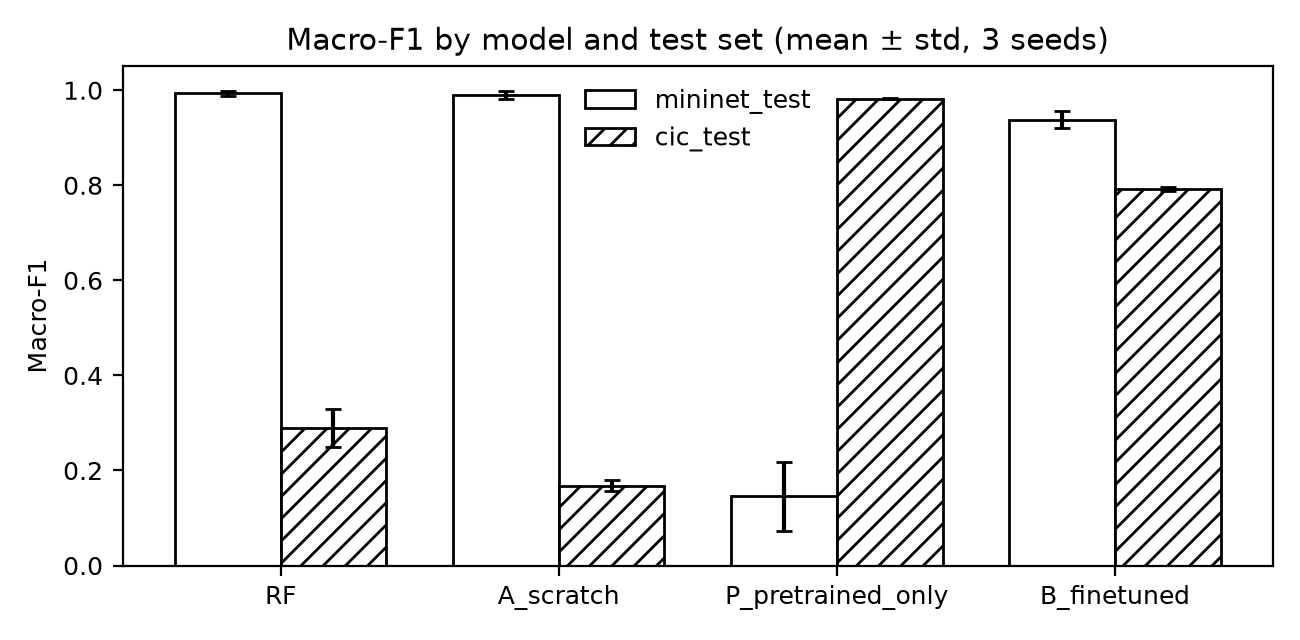 Macro-F1 by model and test set (mean ± std, 3 seeds)
mininet_test
cic_test
Macro-F1
1.0
0.8
0.6
0.4
0.2
0.0
RF
A_scratch
P_pretrained_only
B_finetuned